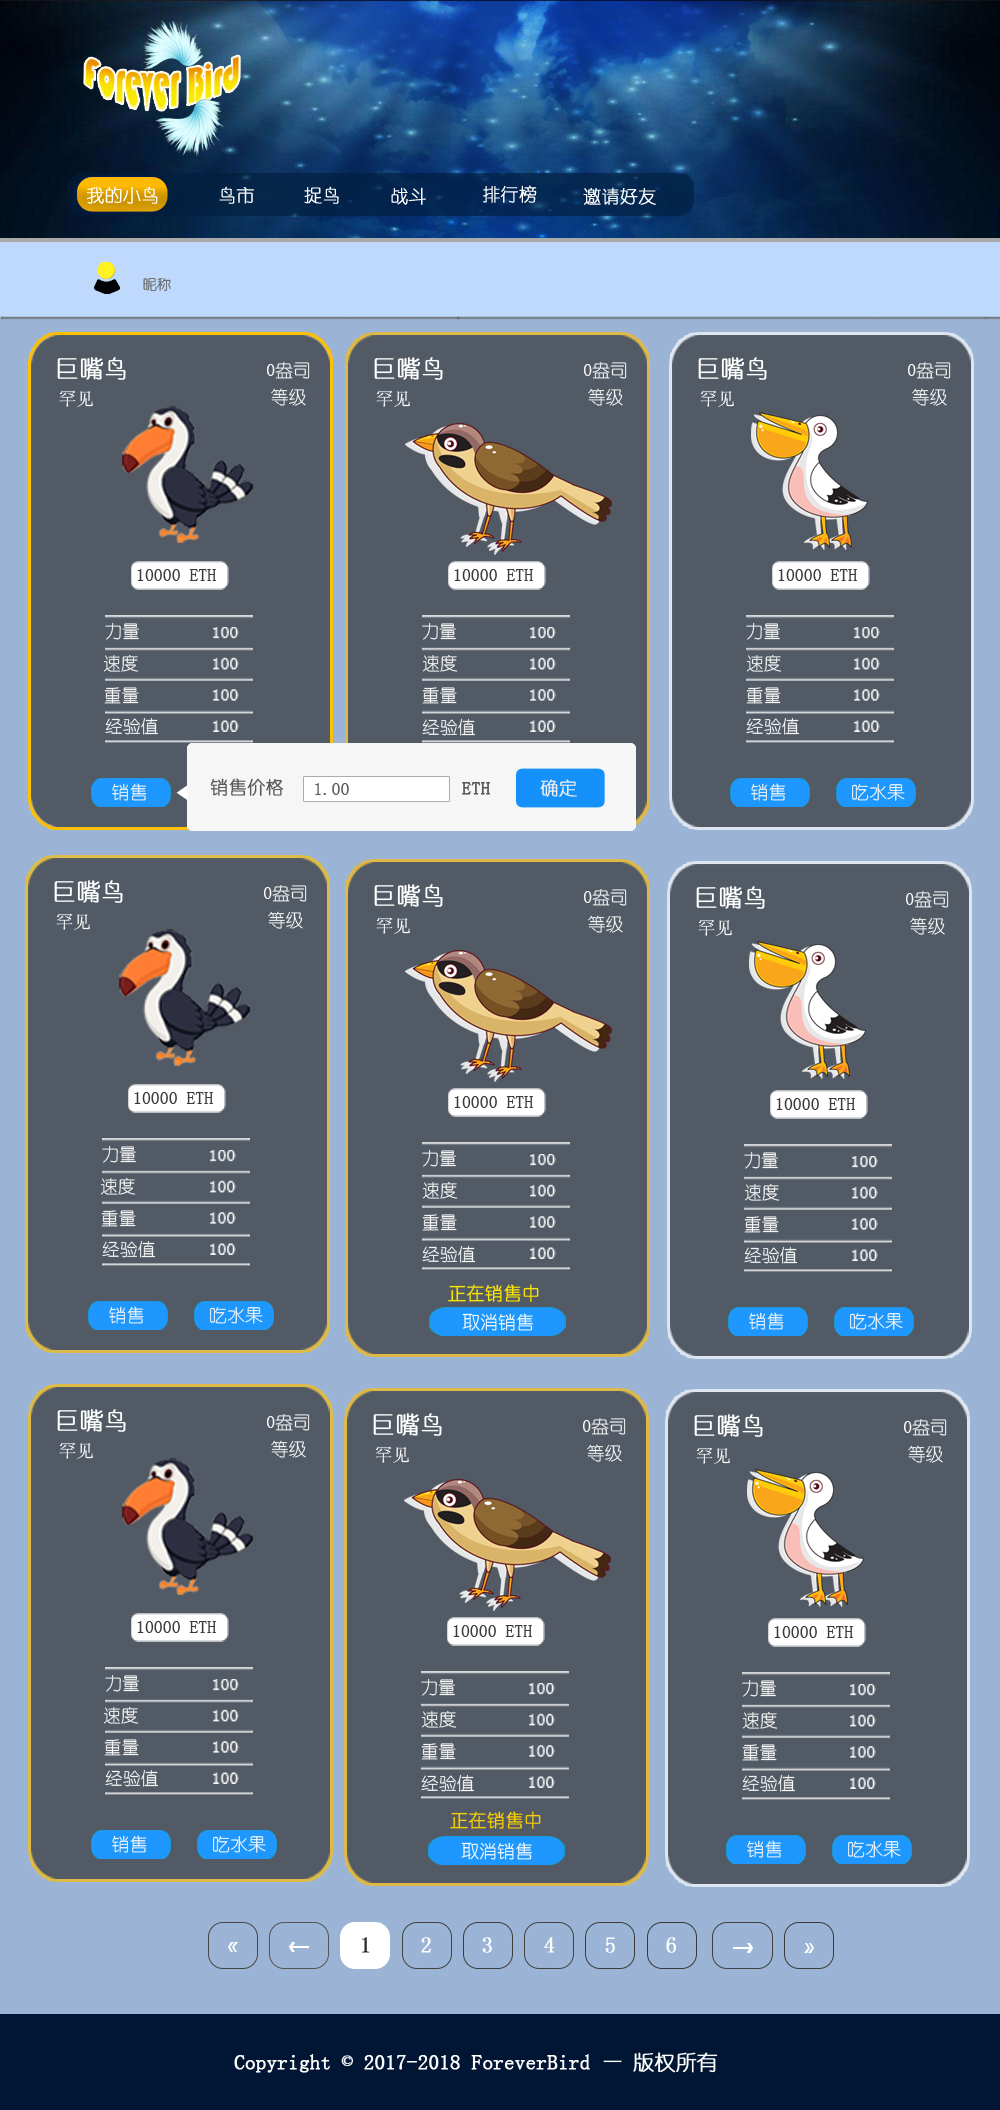 Forever Bird
我的小鸟 鸟市 捉鸟 战斗 排行榜 邀请好友
昵称
巨嘴鸟 0盎司 巨嘴鸟 0盎司 巨嘴鸟 0盎司
罕见 等级 罕见 等级 罕见 等级
10000 ETH 10000 ETH 10000 ETH
力量 100 力量 100 力量 100
速度 100 速度 100 速度 100
重量 100 重量 100 重量 100
经验值 100 经验值 100 经验值 100
销售 销售价格 1.00 ETH 确定 销售 吃水果
巨嘴鸟 0盎司 巨嘴鸟 0盎司 巨嘴鸟 0盎司
罕见 等级 罕见 等级 罕见 等级
10000 ETH 10000 ETH 10000 ETH
力量 100 力量 100 力量 100
速度 100 速度 100 速度 100
重量 100 重量 100 重量 100
经验值 100 经验值 100 经验值 100
正在销售中
销售 吃水果 取消销售 销售 吃水果
巨嘴鸟 0盎司 巨嘴鸟 0盎司 巨嘴鸟 0盎司
罕见 等级 罕见 等级 罕见 等级
10000 ETH 10000 ETH 10000 ETH
力量 100 力量 100 力量 100
速度 100 速度 100 速度 100
重量 100 重量 100 重量 100
经验值 100 经验值 100 经验值 100
正在销售中
销售 吃水果 取消销售 销售 吃水果
« ← 1 2 3 4 5 6 → »
Copyright © 2017-2018 ForeverBird — 版权所有